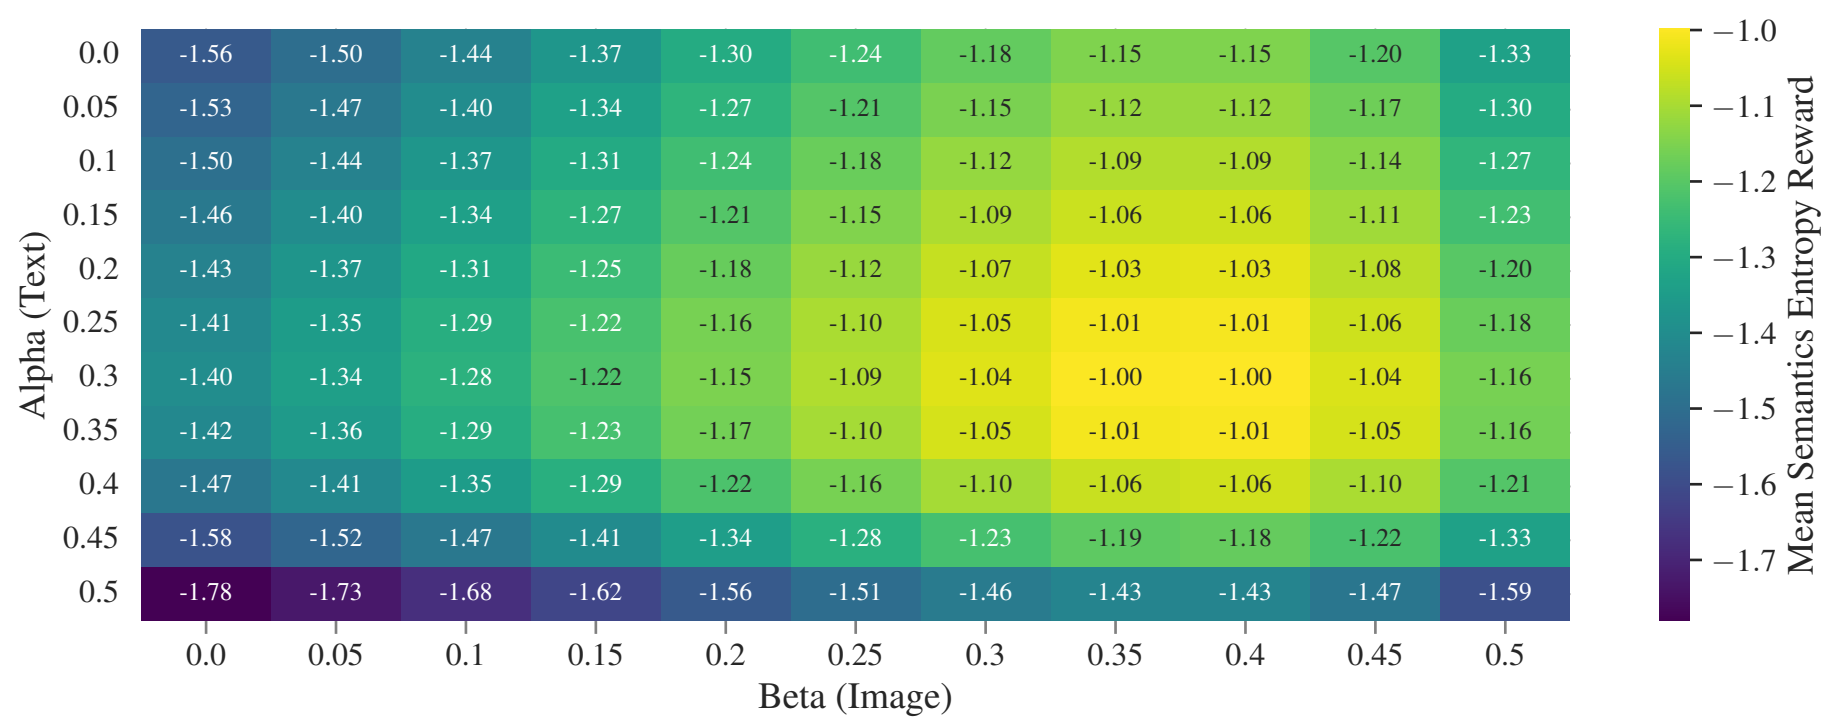 0.0 -1.56 -1.50 -1.44 -1.37 -1.30 -1.24 -1.18 -1.15 -1.15 -1.20 -1.33
0.05 -1.53 -1.47 -1.40 -1.34 -1.27 -1.21 -1.15 -1.12 -1.12 -1.17 -1.30
0.1 -1.50 -1.44 -1.37 -1.31 -1.24 -1.18 -1.12 -1.09 -1.09 -1.14 -1.27
0.15 -1.46 -1.40 -1.34 -1.27 -1.21 -1.15 -1.09 -1.06 -1.06 -1.11 -1.23
0.2 -1.43 -1.37 -1.31 -1.25 -1.18 -1.12 -1.07 -1.03 -1.03 -1.08 -1.20
0.25 -1.41 -1.35 -1.29 -1.22 -1.16 -1.10 -1.05 -1.01 -1.01 -1.06 -1.18
0.3 -1.40 -1.34 -1.28 -1.22 -1.15 -1.09 -1.04 -1.00 -1.00 -1.04 -1.16
0.35 -1.42 -1.36 -1.29 -1.23 -1.17 -1.10 -1.05 -1.01 -1.01 -1.05 -1.16
0.4 -1.47 -1.41 -1.35 -1.29 -1.22 -1.16 -1.10 -1.06 -1.06 -1.10 -1.21
0.45 -1.58 -1.52 -1.47 -1.41 -1.34 -1.28 -1.23 -1.19 -1.18 -1.22 -1.33
0.5 -1.78 -1.73 -1.68 -1.62 -1.56 -1.51 -1.46 -1.43 -1.43 -1.47 -1.59
0.0 0.05 0.1 0.15 0.2 0.25 0.3 0.35 0.4 0.45 0.5
Beta (Image)
Alpha (Text)
−1.0
−1.1
−1.2
−1.3
−1.4
−1.5
−1.6
−1.7
Mean Semantics Entropy Reward